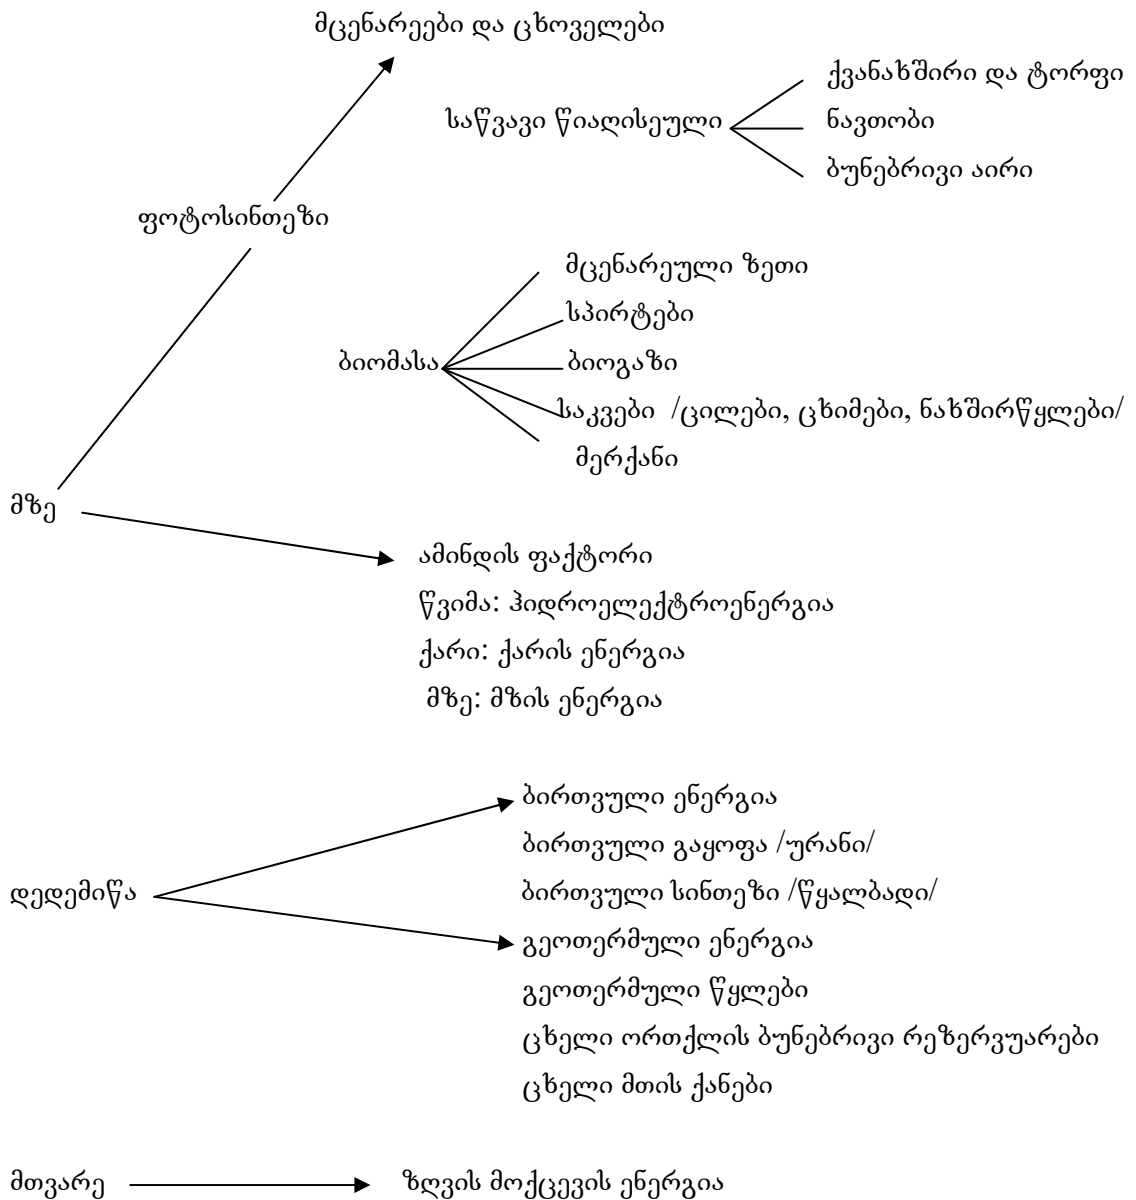 მცენარეები და ცხოველები
ქვანახშირი და ტორფი
საწვავი წიაღისეული
ნავთობი
ბუნებრივი აირი
ფოტოსინთეზი
მცენარეული ზეთი
სპირტები
ბიომასა
ბიოგაზი
საკვები /ცილები, ცხიმები, ნახშირწყლები/
მერქანი
მზე
ამინდის ფაქტორი
წვიმა: ჰიდროელექტროენერგია
ქარი: ქარის ენერგია
მზე: მზის ენერგია
ბირთვული ენერგია
ბირთვული გაყოფა /ურანი/
დედემიწა
ბირთვული სინთეზი /წყალბადი/
გეოთერმული ენერგია
გეოთერმული წყლები
ცხელი ორთქლის ბუნებრივი რეზერვუარები
ცხელი მთის ქანები
მთვარე
ზღვის მოქცევის ენერგია